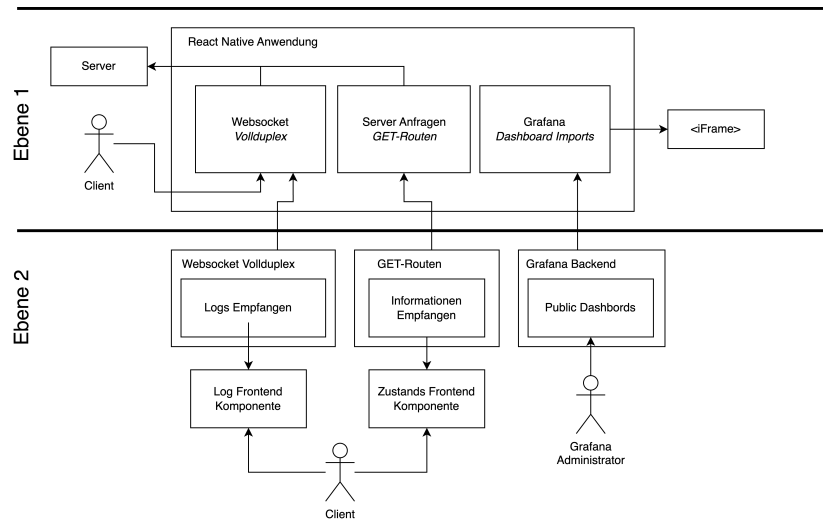 Ebene 1
React Native Anwendung
Server
Websocket
Vollduplex
Server Anfragen
GET-Routen
Grafana
Dashboard Imports
<iFrame>
Client
Ebene 2
Websocket Vollduplex
GET-Routen
Grafana Backend
Logs Empfangen
Informationen
Empfangen
Public Dashbords
Log Frontend
Komponente
Zustands Frontend
Komponente
Grafana
Administrator
Client